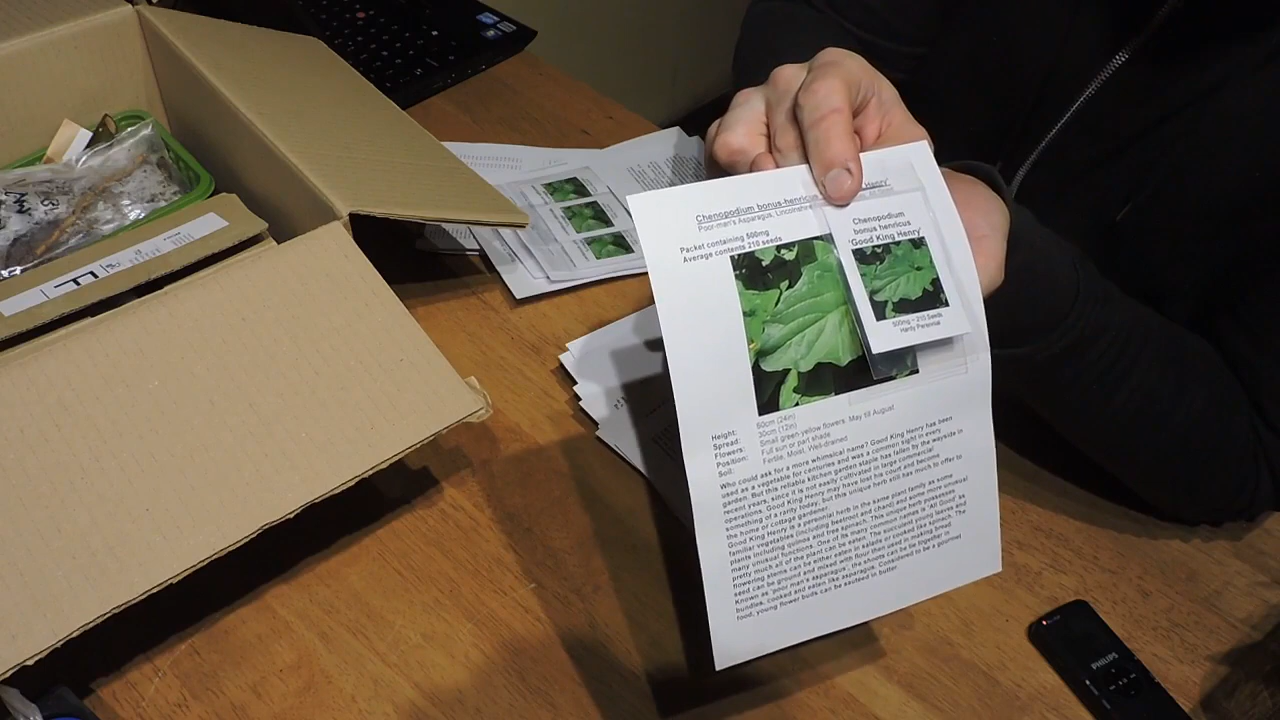 Chenopodium bonus-henricus
Henry'
Poor-man's Asparagus, Lincolnshire
Packet containing 500mg
Average contents 210 seeds
Chenopodium
bonus henricus
'Good King Henry'
500mg ~ 210 Seeds
Hardy Perennial
Height: 60cm (24in)
Spread: 30cm (12in)
Flowers: Small green yellow flowers. May till August
Position: Full sun or part shade
Soil: Fertile, Moist, Well-drained
Who could ask for a more whimsical name? Good King Henry has been
used as a vegetable for centuries and was a common sight in every
garden. But this reliable kitchen garden staple has fallen by the wayside in
recent years, since it is not easily cultivated in large commercial
operations. Good King Henry may have lost his court and become
something of a rarity today, but this unique herb still has much to offer to
the home or cottage gardener.
Good King Henry is a perennial herb in the same plant family as some
familiar vegetables (including beetroot and chard) and some more unusual
plants including quinoa and tree spinach. This unique herb possesses
many unusual functions. One of its many common names is 'All Good' as
pretty much all of the plant can be eaten. The succulent young leaves and
flowering stems can be either eaten in salads or cooked like spinach. The
seed can be ground and mixed with flour then used in making bread
Known as 'poor man's asparagus', the shoots can be tied together in
bundles, cooked and eaten like asparagus. Considered to be a gourmet
food, young flower buds can be sautéed in butter.
PHILIPS